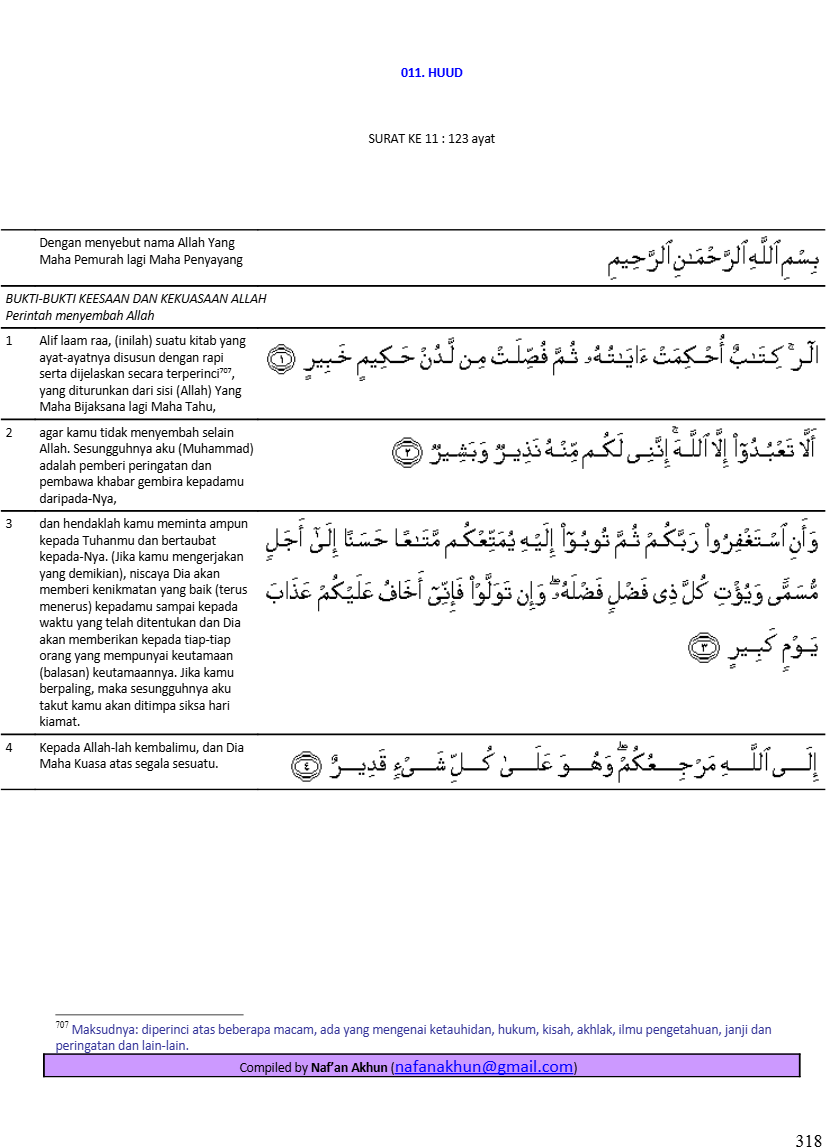 011. HUUD
SURAT KE 11 : 123 ayat
Dengan menyebut nama Allah Yang
Maha Pemurah lagi Maha Penyayang
بِسْمِ ٱللَّهِ ٱلرَّحْمَـٰنِ ٱلرَّحِيمِ
BUKTI-BUKTI KEESAAN DAN KEKUASAAN ALLAH
Perintah menyembah Allah
1 Alif laam raa, (inilah) suatu kitab yang
ayat-ayatnya disusun dengan rapi
serta dijelaskan secara terperinci⁷⁰⁷,
yang diturunkan dari sisi (Allah) Yang
Maha Bijaksana lagi Maha Tahu,
الٓر ۚ كِتَـٰبٌ أُحْكِمَتْ ءَايَـٰتُهُۥ ثُمَّ فُصِّلَتْ مِن لَّدُنْ حَكِيمٍ خَبِيرٍ ۝١
2 agar kamu tidak menyembah selain
Allah. Sesungguhnya aku (Muhammad)
adalah pemberi peringatan dan
pembawa khabar gembira kepadamu
daripada-Nya,
أَلَّا تَعْبُدُوٓا۟ إِلَّا ٱللَّهَ ۚ إِنَّنِى لَكُم مِّنْهُ نَذِيرٌ وَبَشِيرٌ ۝٢
3 dan hendaklah kamu meminta ampun
kepada Tuhanmu dan bertaubat
kepada-Nya. (Jika kamu mengerjakan
yang demikian), niscaya Dia akan
memberi kenikmatan yang baik (terus
menerus) kepadamu sampai kepada
waktu yang telah ditentukan dan Dia
akan memberikan kepada tiap-tiap
orang yang mempunyai keutamaan
(balasan) keutamaannya. Jika kamu
berpaling, maka sesungguhnya aku
takut kamu akan ditimpa siksa hari
kiamat.
وَأَنِ ٱسْتَغْفِرُوا۟ رَبَّكُمْ ثُمَّ تُوبُوٓا۟ إِلَيْهِ يُمَتِّعْكُم مَّتَـٰعًا حَسَنًا إِلَىٰٓ أَجَلٍ
مُّسَمًّى وَيُؤْتِ كُلَّ ذِى فَضْلٍ فَضْلَهُۥ ۖ وَإِن تَوَلَّوْا۟ فَإِنِّىٓ أَخَافُ عَلَيْكُمْ عَذَابَ
يَوْمٍ كَبِيرٍ ۝٣
4 Kepada Allah-lah kembalimu, dan Dia
Maha Kuasa atas segala sesuatu.
إِلَى ٱللَّهِ مَرْجِعُكُمْ ۖ وَهُوَ عَلَىٰ كُلِّ شَىْءٍ قَدِيرٌ ۝٤
⁷⁰⁷ Maksudnya: diperinci atas beberapa macam, ada yang mengenai ketauhidan, hukum, kisah, akhlak, ilmu pengetahuan, janji dan
peringatan dan lain-lain.
Compiled by Naf’an Akhun (nafanakhun@gmail.com)
318